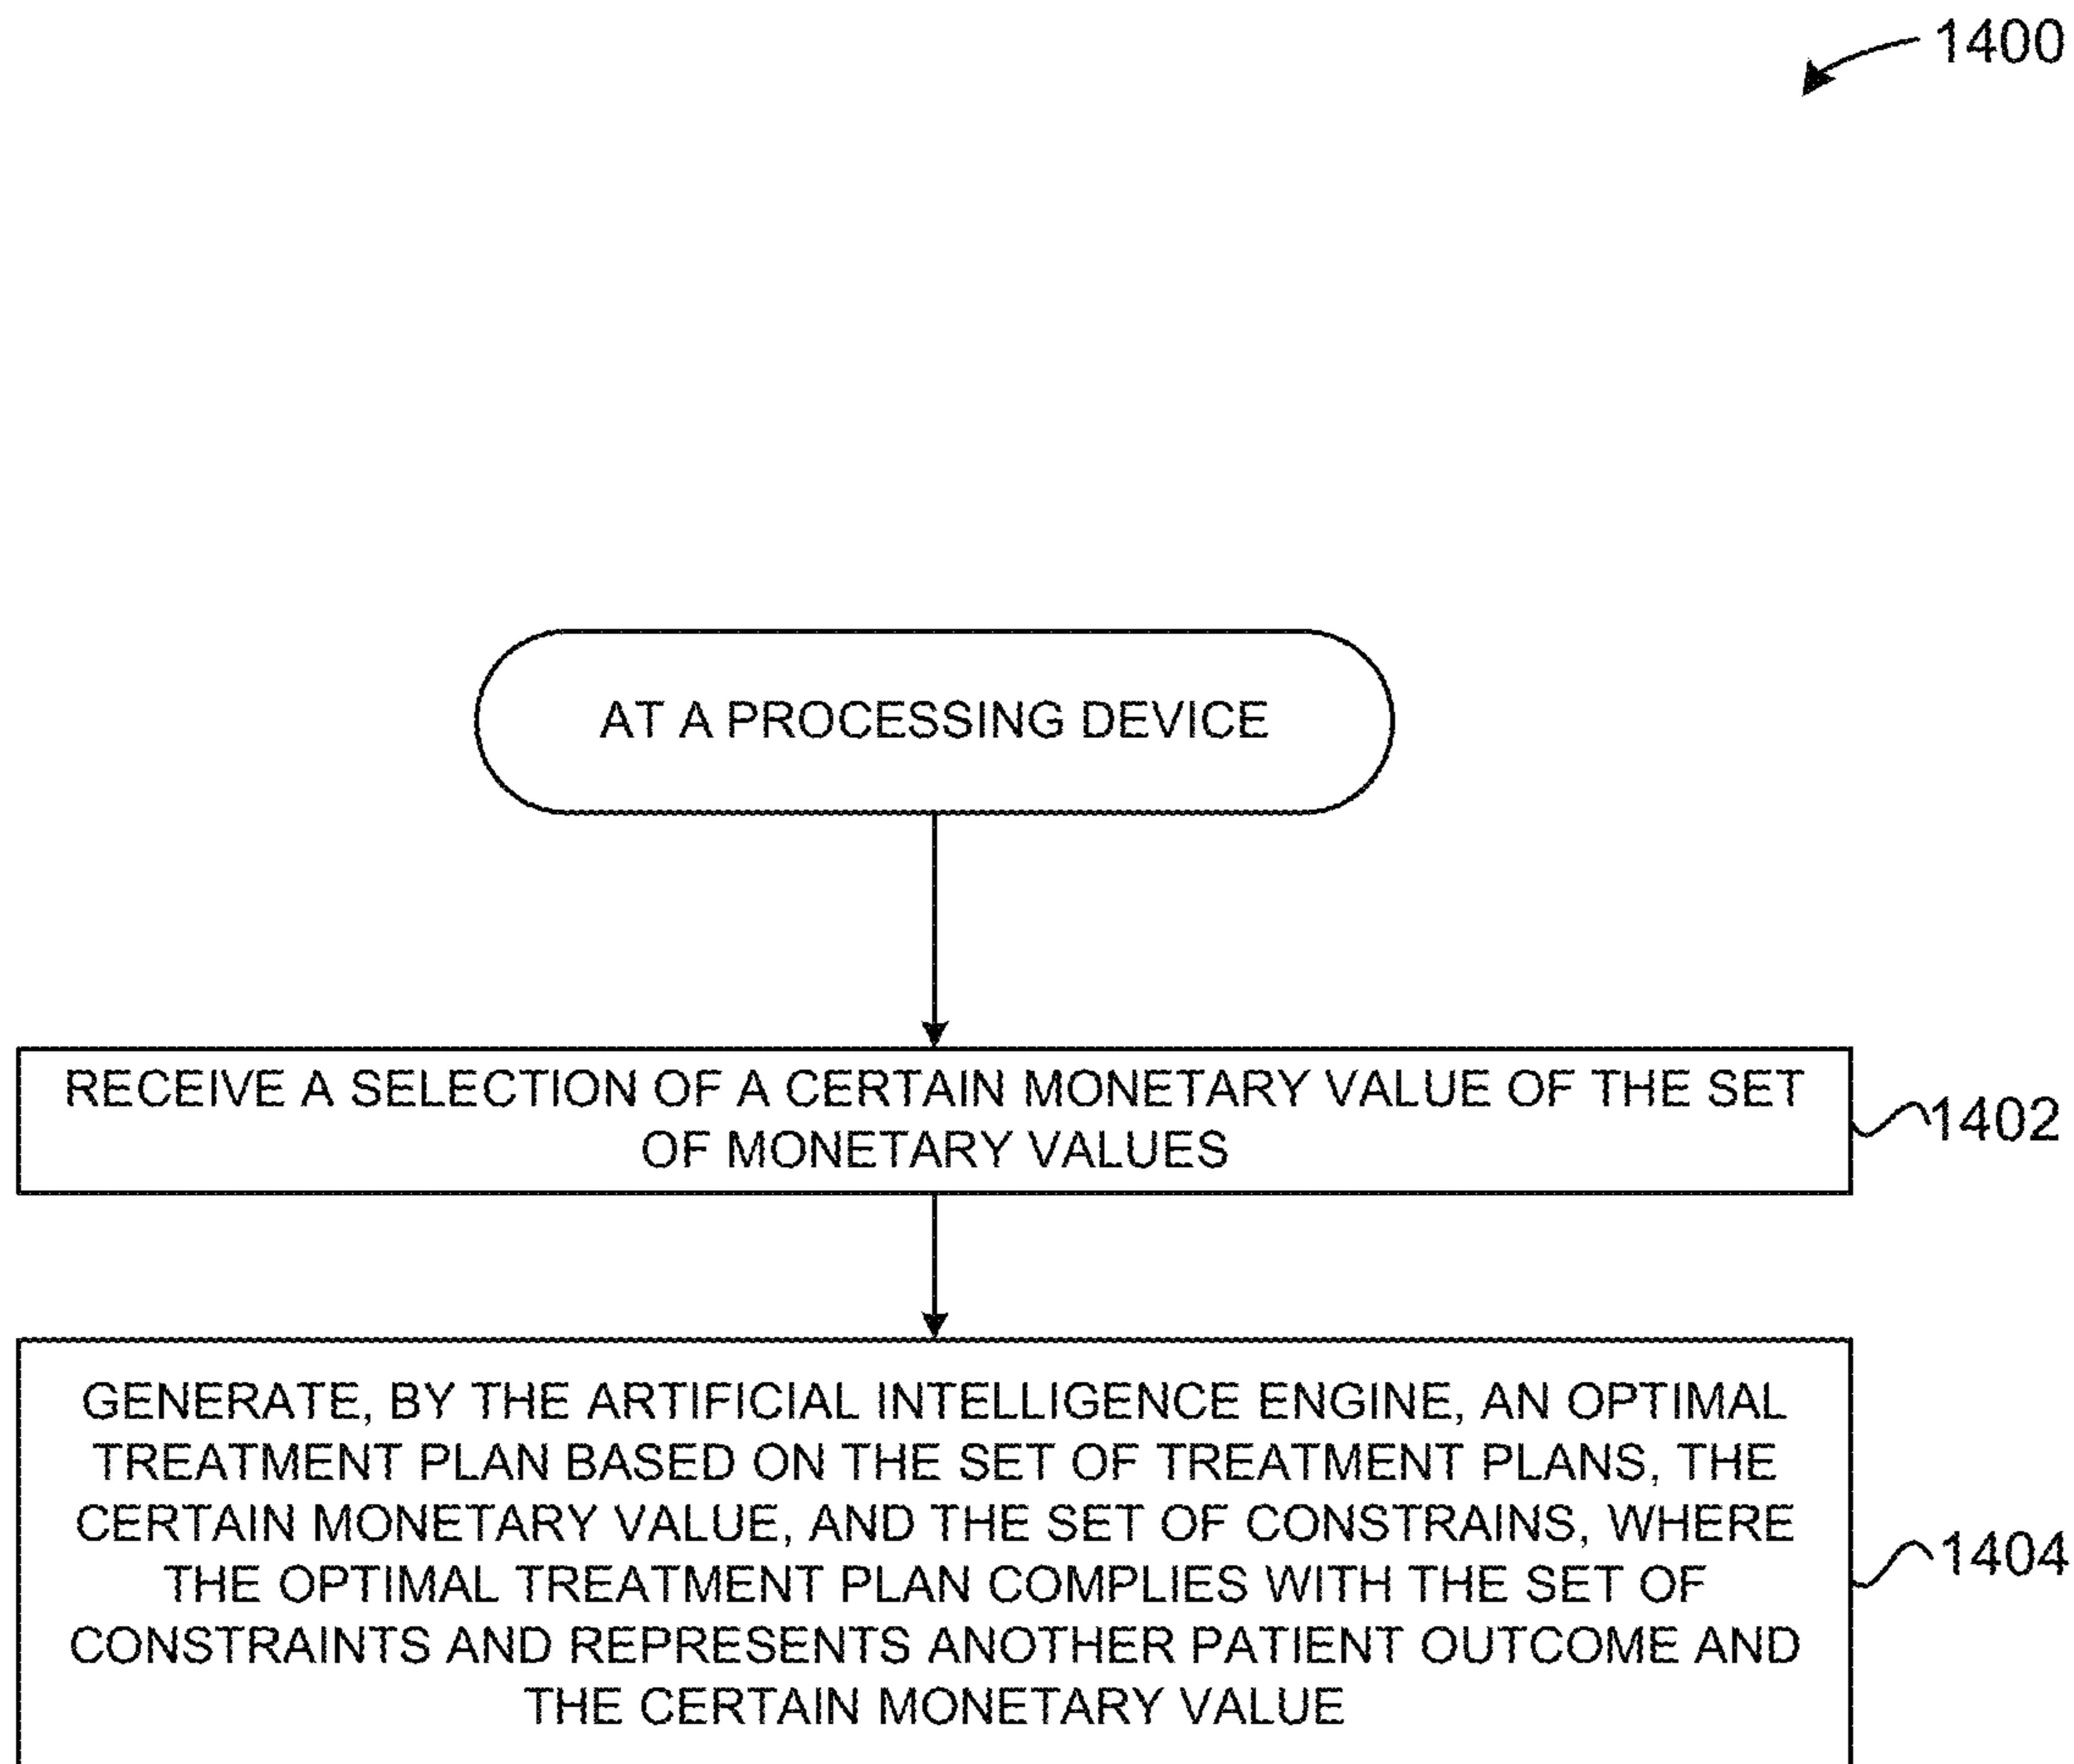 1400
AT A PROCESSING DEVICE
RECEIVE A SELECTION OF A CERTAIN MONETARY VALUE OF THE SET
OF MONETARY VALUES
1402
GENERATE, BY THE ARTIFICIAL INTELLIGENCE ENGINE, AN OPTIMAL
TREATMENT PLAN BASED ON THE SET OF TREATMENT PLANS, THE
CERTAIN MONETARY VALUE, AND THE SET OF CONSTRAINS, WHERE
THE OPTIMAL TREATMENT PLAN COMPLIES WITH THE SET OF
CONSTRAINTS AND REPRESENTS ANOTHER PATIENT OUTCOME AND
THE CERTAIN MONETARY VALUE
1404